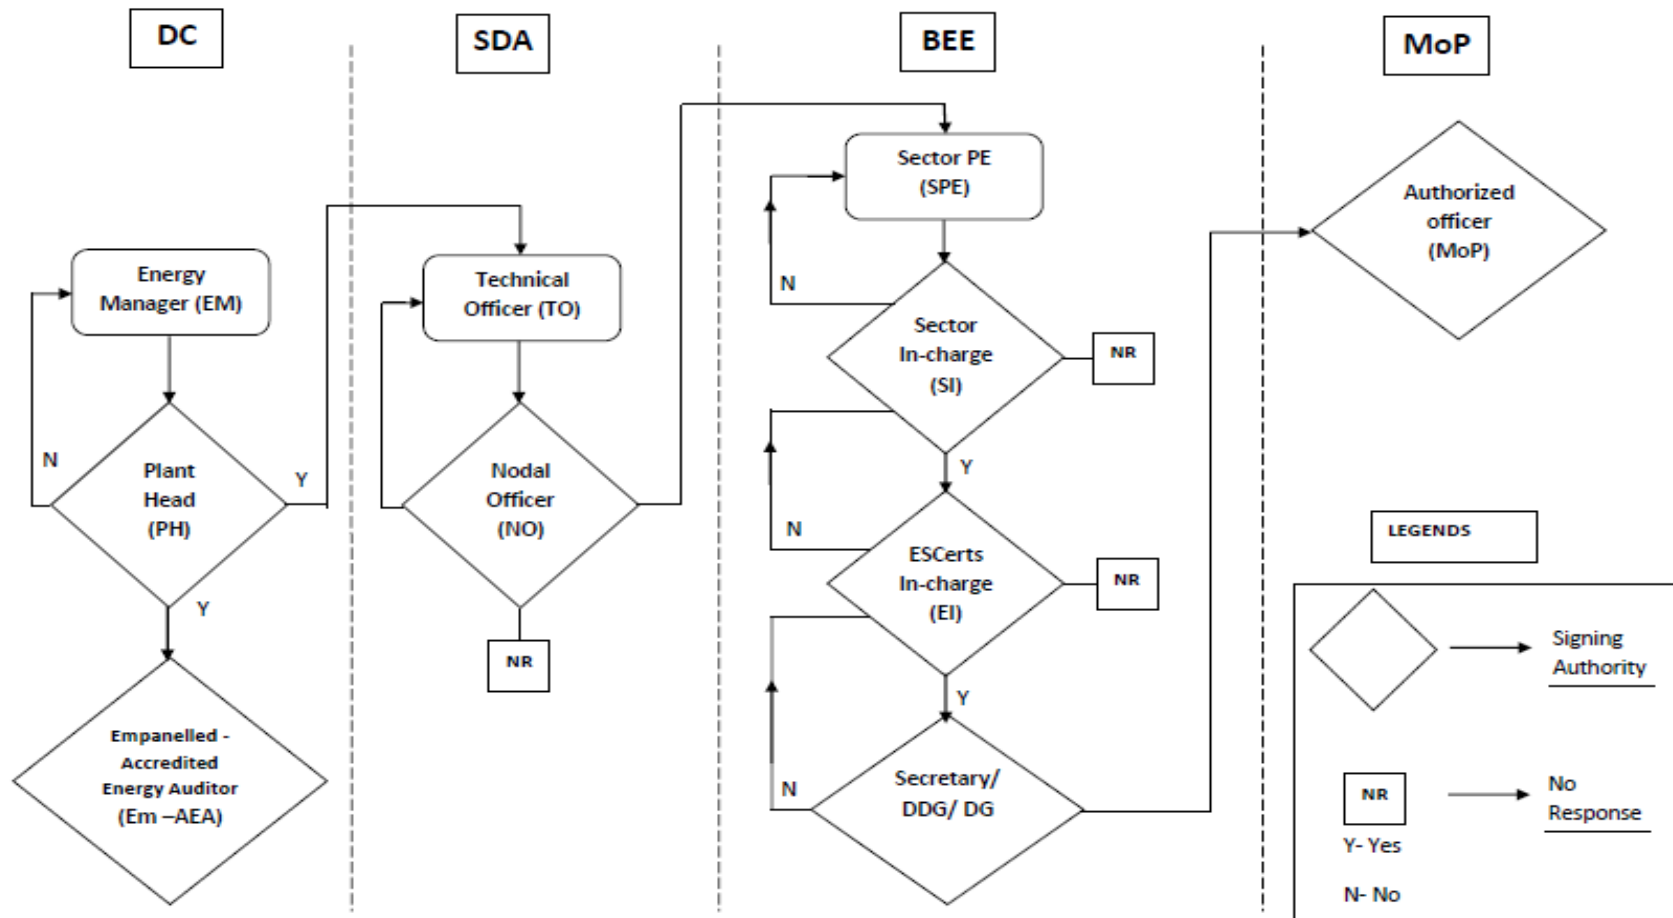 DC
SDA
BEE
MoP
Energy
Manager (EM)
N
Plant
Head
(PH)
Y
Y
Empanelled -
Accredited
Energy Auditor
(Em –AEA)
Technical
Officer (TO)
Nodal
Officer
(NO)
NR
Sector PE
(SPE)
N
Sector
In-charge
(SI)
NR
Y
N
ESCerts
In-charge
(EI)
NR
Y
N
Secretary/
DDG/ DG
Authorized
officer
(MoP)
LEGENDS
Signing
Authority
NR
No
Response
Y- Yes
N- No